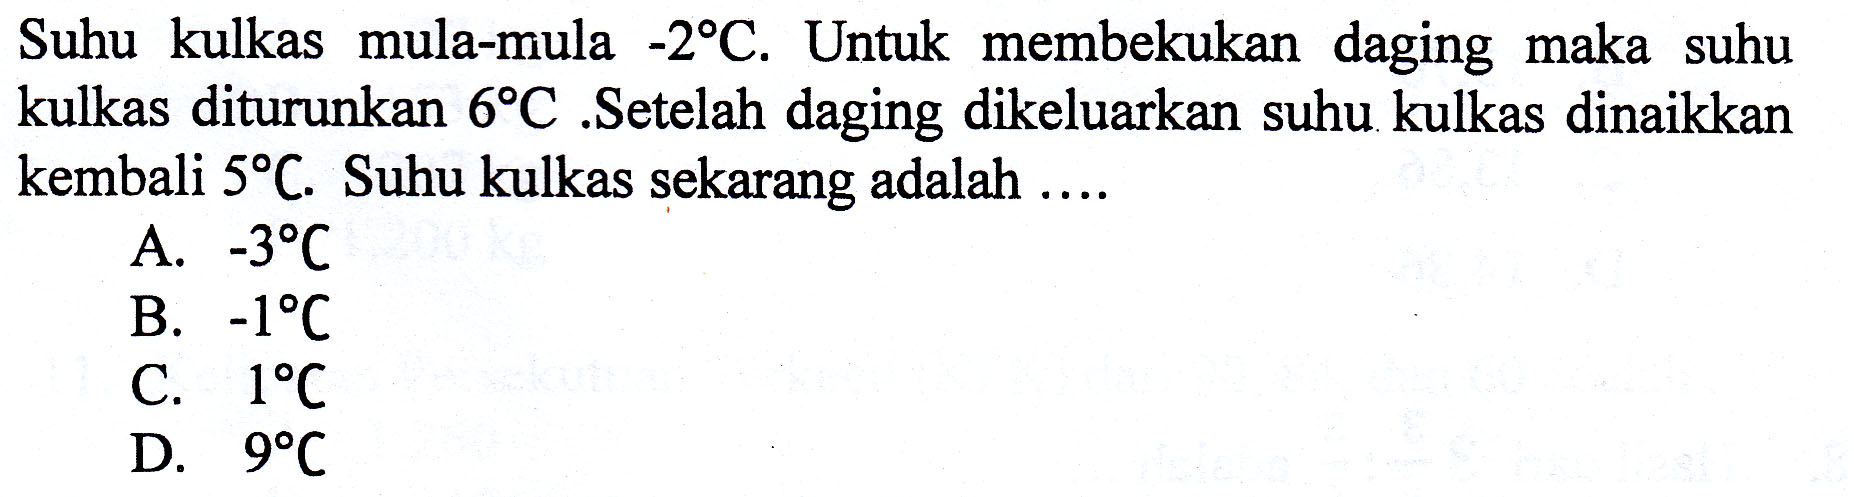 Suhu kulkas mula-mula -2°C. Untuk membekukan daging maka suhu
kulkas diturunkan 6°C .Setelah daging dikeluarkan suhu kulkas dinaikkan
kembali 5°C. Suhu kulkas sekarang adalah ....
A. -3°C
B. -1°C
C. 1°C
D. 9°C